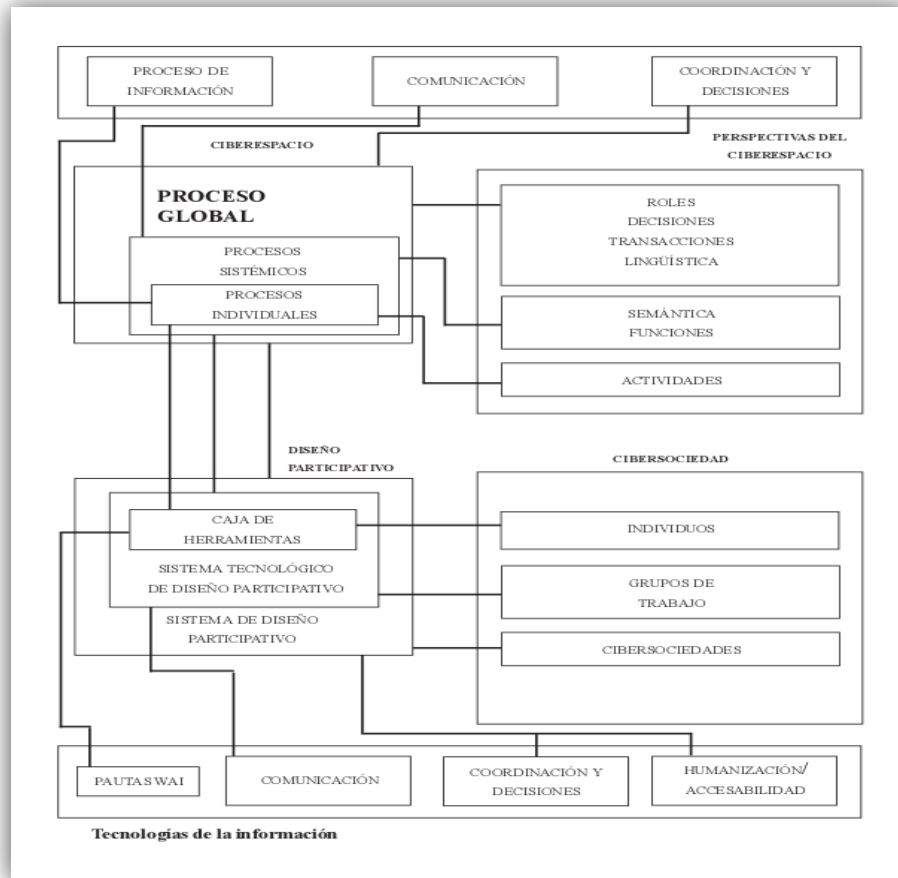 PROCESO DE
INFORMACIÓN
COMUNICACIÓN
COORDINACIÓN Y
DECISIONES
CIBERESPACIO
PERSPECTIVAS DEL
CIBERESPACIO
PROCESO
GLOBAL
PROCESOS
SISTÉMICOS
PROCESOS
INDIVIDUALES
ROLES
DECISIONES
TRANSACCIONES
LINGÜÍSTICA
SEMÁNTICA
FUNCIONES
ACTIVIDADES
DISEÑO
PARTICIPATIVO
CIBERSOCIEDAD
CAJA DE
HERRAMIENTAS
SISTEMA TECNOLÓGICO
DE DISEÑO PARTICIPATIVO
SISTEMA DE DISEÑO
PARTICIPATIVO
INDIVIDUOS
GRUPOS DE
TRABAJO
CIBERSOCIEDADES
PAUTAS WAI
COMUNICACIÓN
COORDINACIÓN Y
DECISIONES
HUMANIZACIÓN/
ACCESABILIDAD
Tecnologías de la información